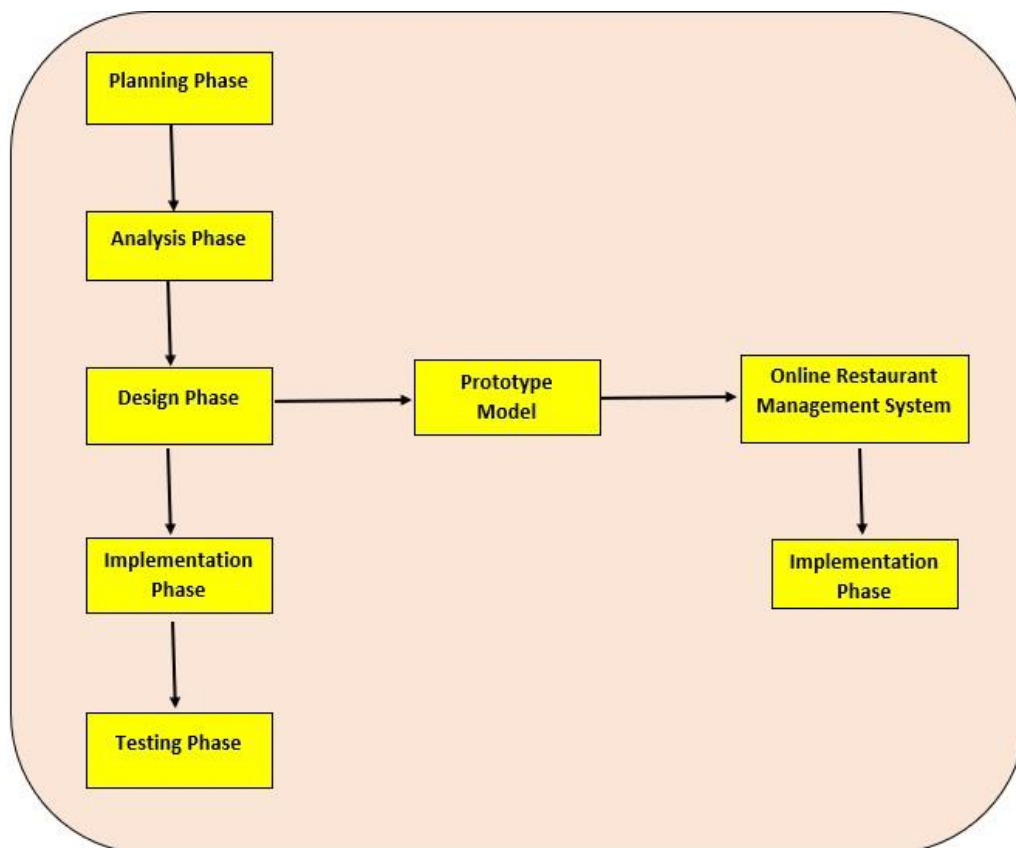 Planning Phase
Analysis Phase
Design Phase
Prototype
Model
Online Restaurant
Management System
Implementation
Phase
Implementation
Phase
Testing Phase